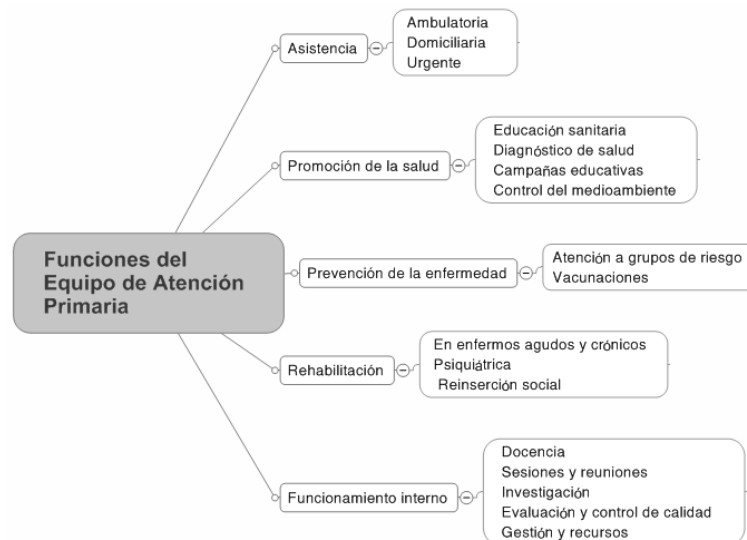 Funciones del
Equipo de Atención
Primaria
Asistencia
Ambulatoria
Domiciliaria
Urgente
Promoción de la salud
Educación sanitaria
Diagnóstico de salud
Campañas educativas
Control del medioambiente
Prevención de la enfermedad
Atención a grupos de riesgo
Vacunaciones
Rehabilitación
En enfermos agudos y crónicos
Psiquiátrica
Reinserción social
Funcionamiento interno
Docencia
Sesiones y reuniones
Investigación
Evaluación y control de calidad
Gestión y recursos